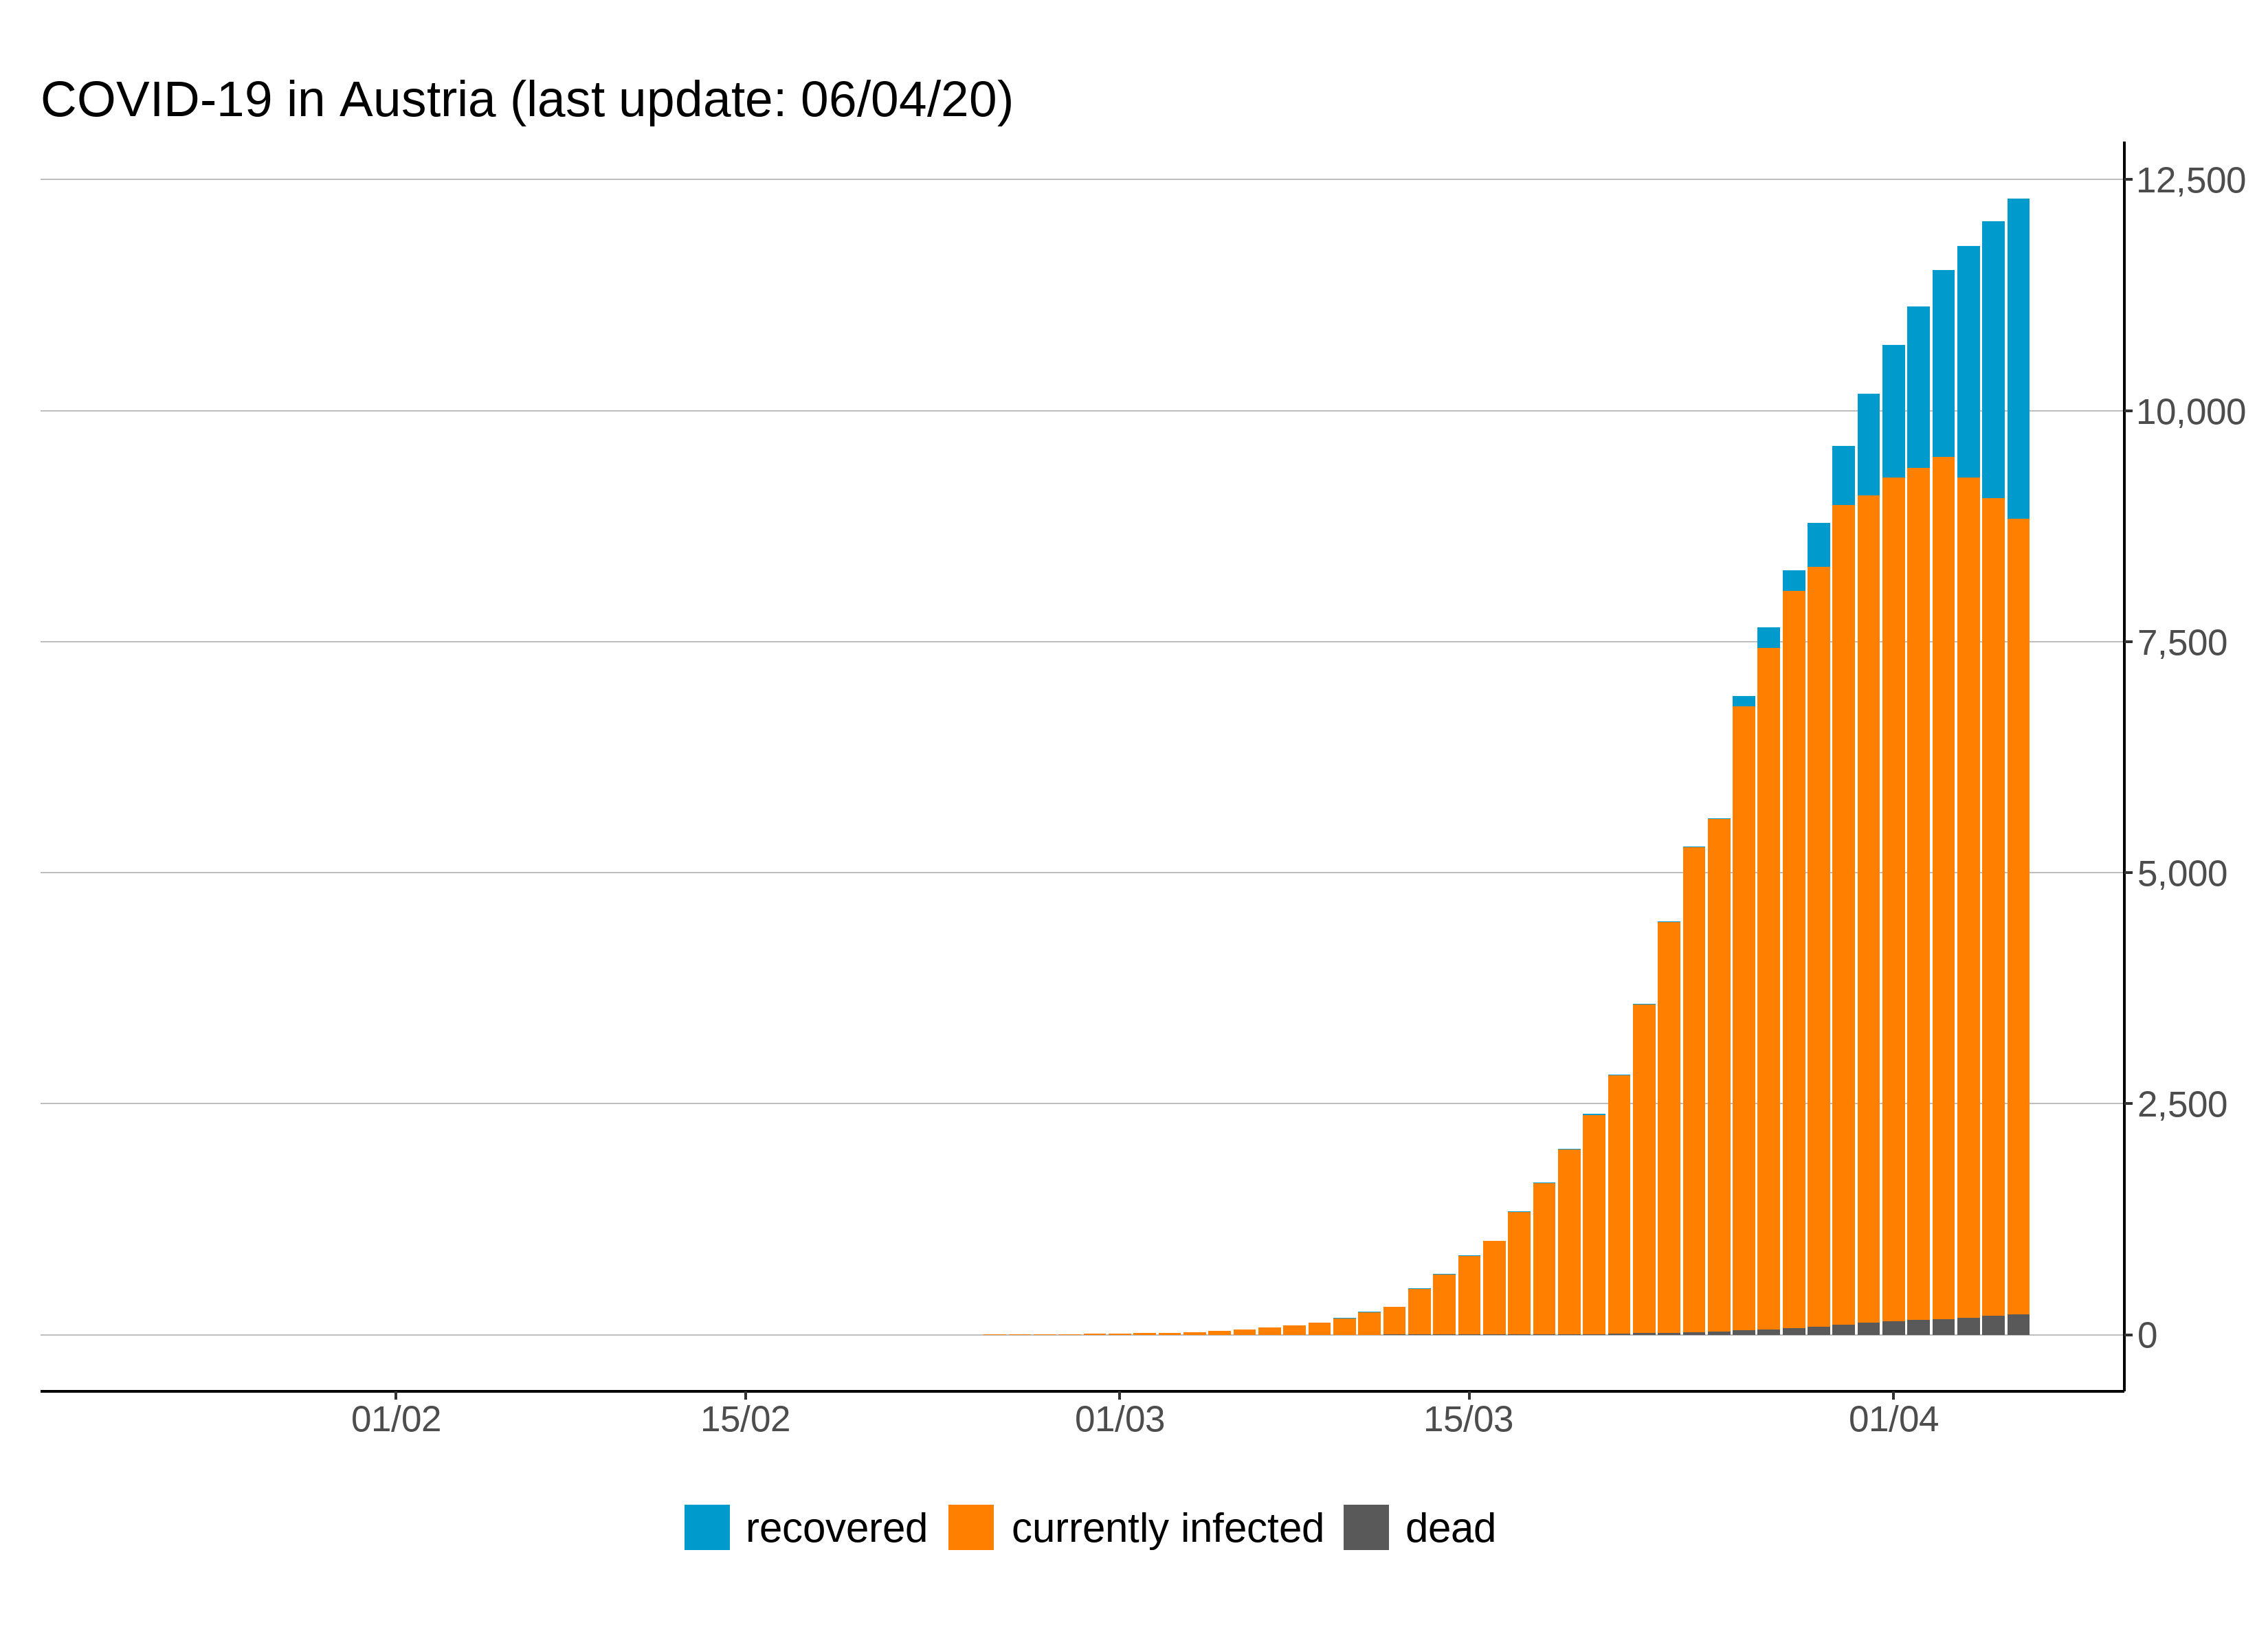 COVID-19 in Austria (last update: 06/04/20)
12,500
10,000
7,500
5,000
2,500
0
01/02 15/02 01/03 15/03 01/04
recovered currently infected dead